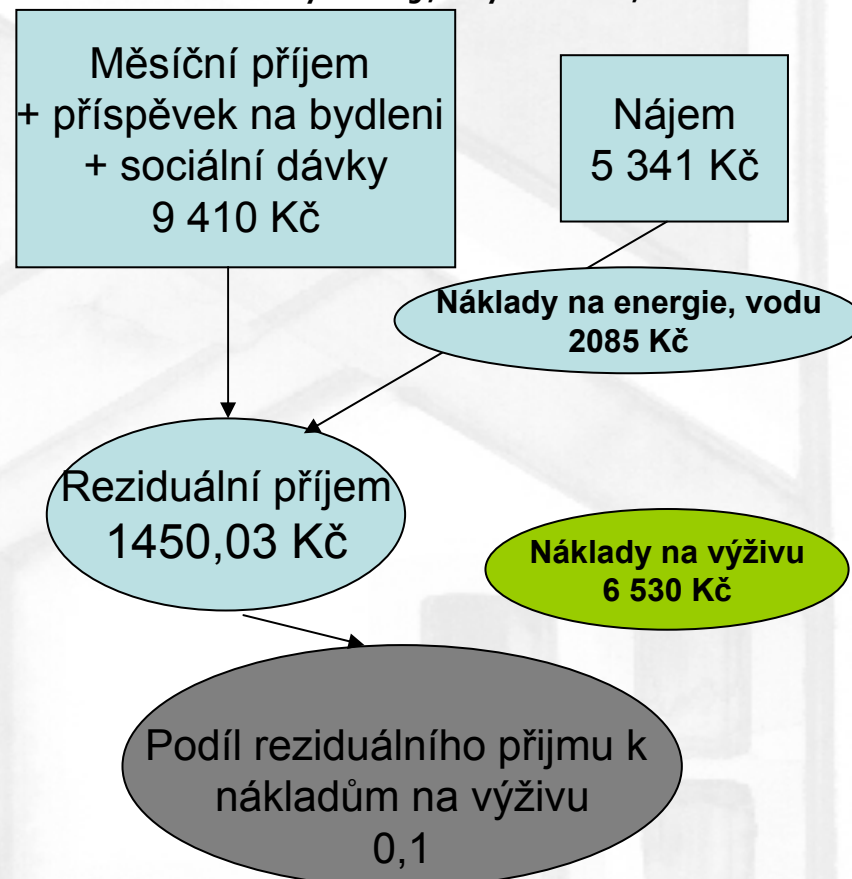 Měsíční příjem
+ příspěvek na bydleni
+ sociální dávky
9 410 Kč
Nájem
5 341 Kč
Náklady na energie, vodu
2085 Kč
Reziduální příjem
1450,03 Kč
Náklady na výživu
6 530 Kč
Podíl reziduálního přijmu k
nákladům na výživu
0,1